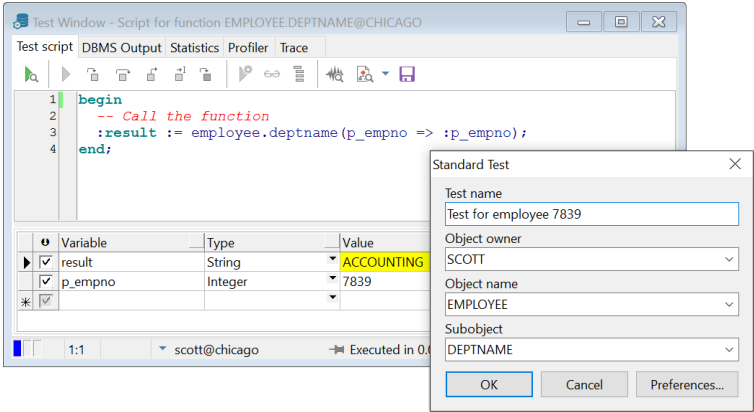 Test Window - Script for function EMPLOYEE.DEPTNAME@CHICAGO
Test script DBMS Output Statistics Profiler Trace
1 begin
2 -- Call the function
3 :result := employee.deptname(p_empno => :p_empno);
4 end;
Variable Type Value
result String ACCOUNTING
p_empno Integer 7839
1:1 scott@chicago Executed in 0.0
Standard Test
Test name
Test for employee 7839
Object owner
SCOTT
Object name
EMPLOYEE
Subobject
DEPTNAME
OK Cancel Preferences...